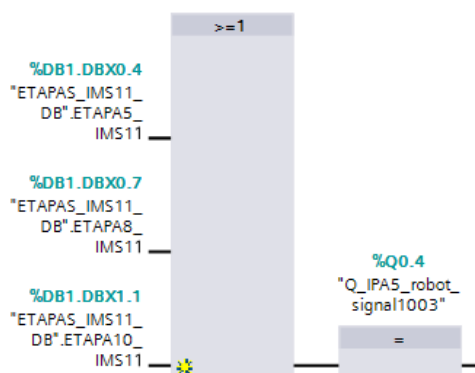 >=1
%DB1.DBX0.4
"ETAPAS_IMS11_
DB".ETAPA5_
IMS11
%DB1.DBX0.7
"ETAPAS_IMS11_
DB".ETAPA8_
IMS11
%DB1.DBX1.1
"ETAPAS_IMS11_
DB".ETAPA10_
IMS11
%Q0.4
"Q_IPA5_robot_
signal1003"
=